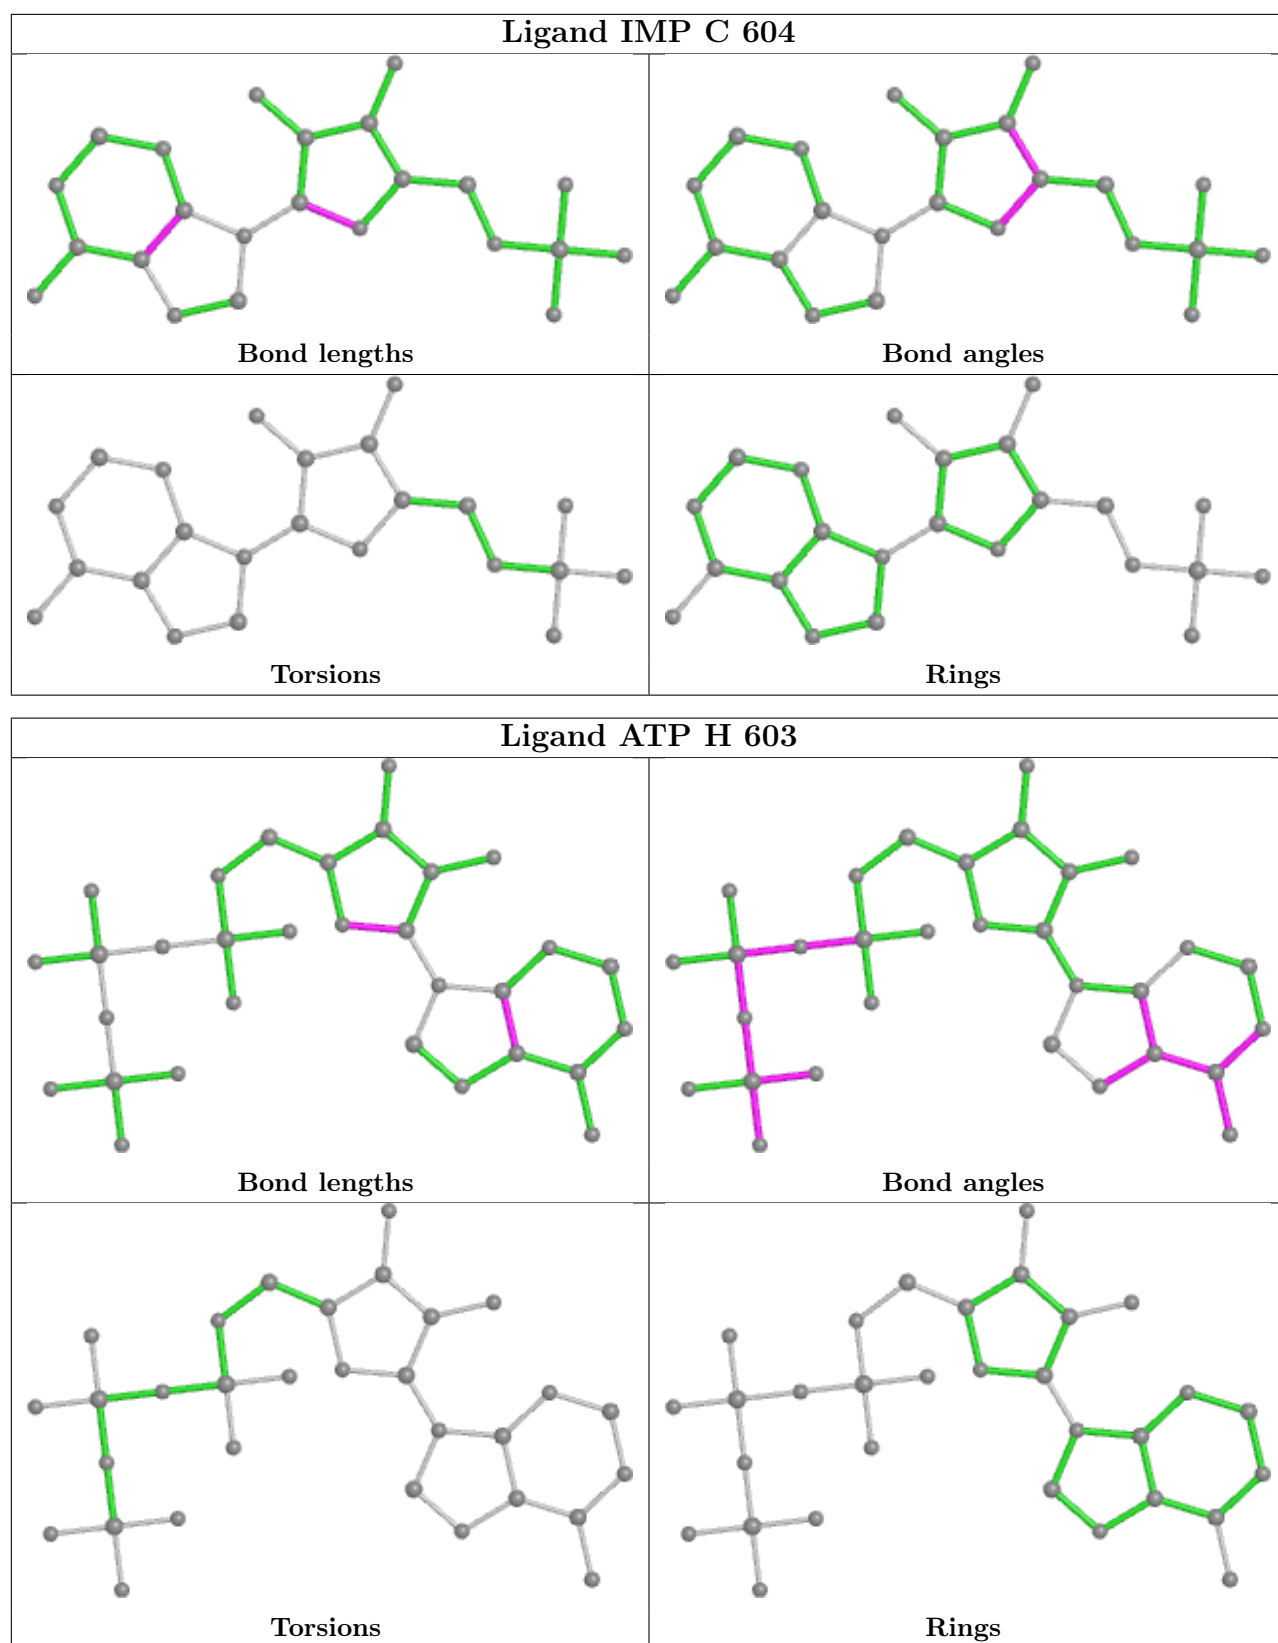 Ligand IMP C 604
Bond lengths
Bond angles
Torsions
Rings
Ligand ATP H 603
Bond lengths
Bond angles
Torsions
Rings